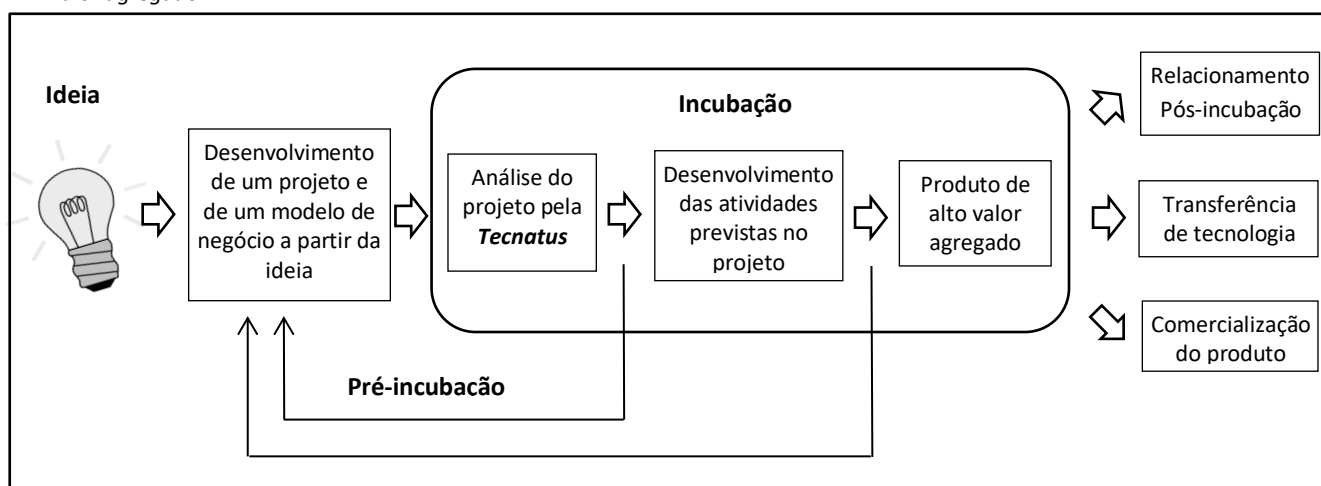 Ideia
Desenvolvimento
de um projeto e
de um modelo de
negócio a partir da
ideia
Incubação
Análise do
projeto pela
Tecnatus
Desenvolvimento
das atividades
previstas no
projeto
Produto de
alto valor
agregado
Relacionamento
Pós-incubação
Transferência
de tecnologia
Comercialização
do produto
Pré-incubação